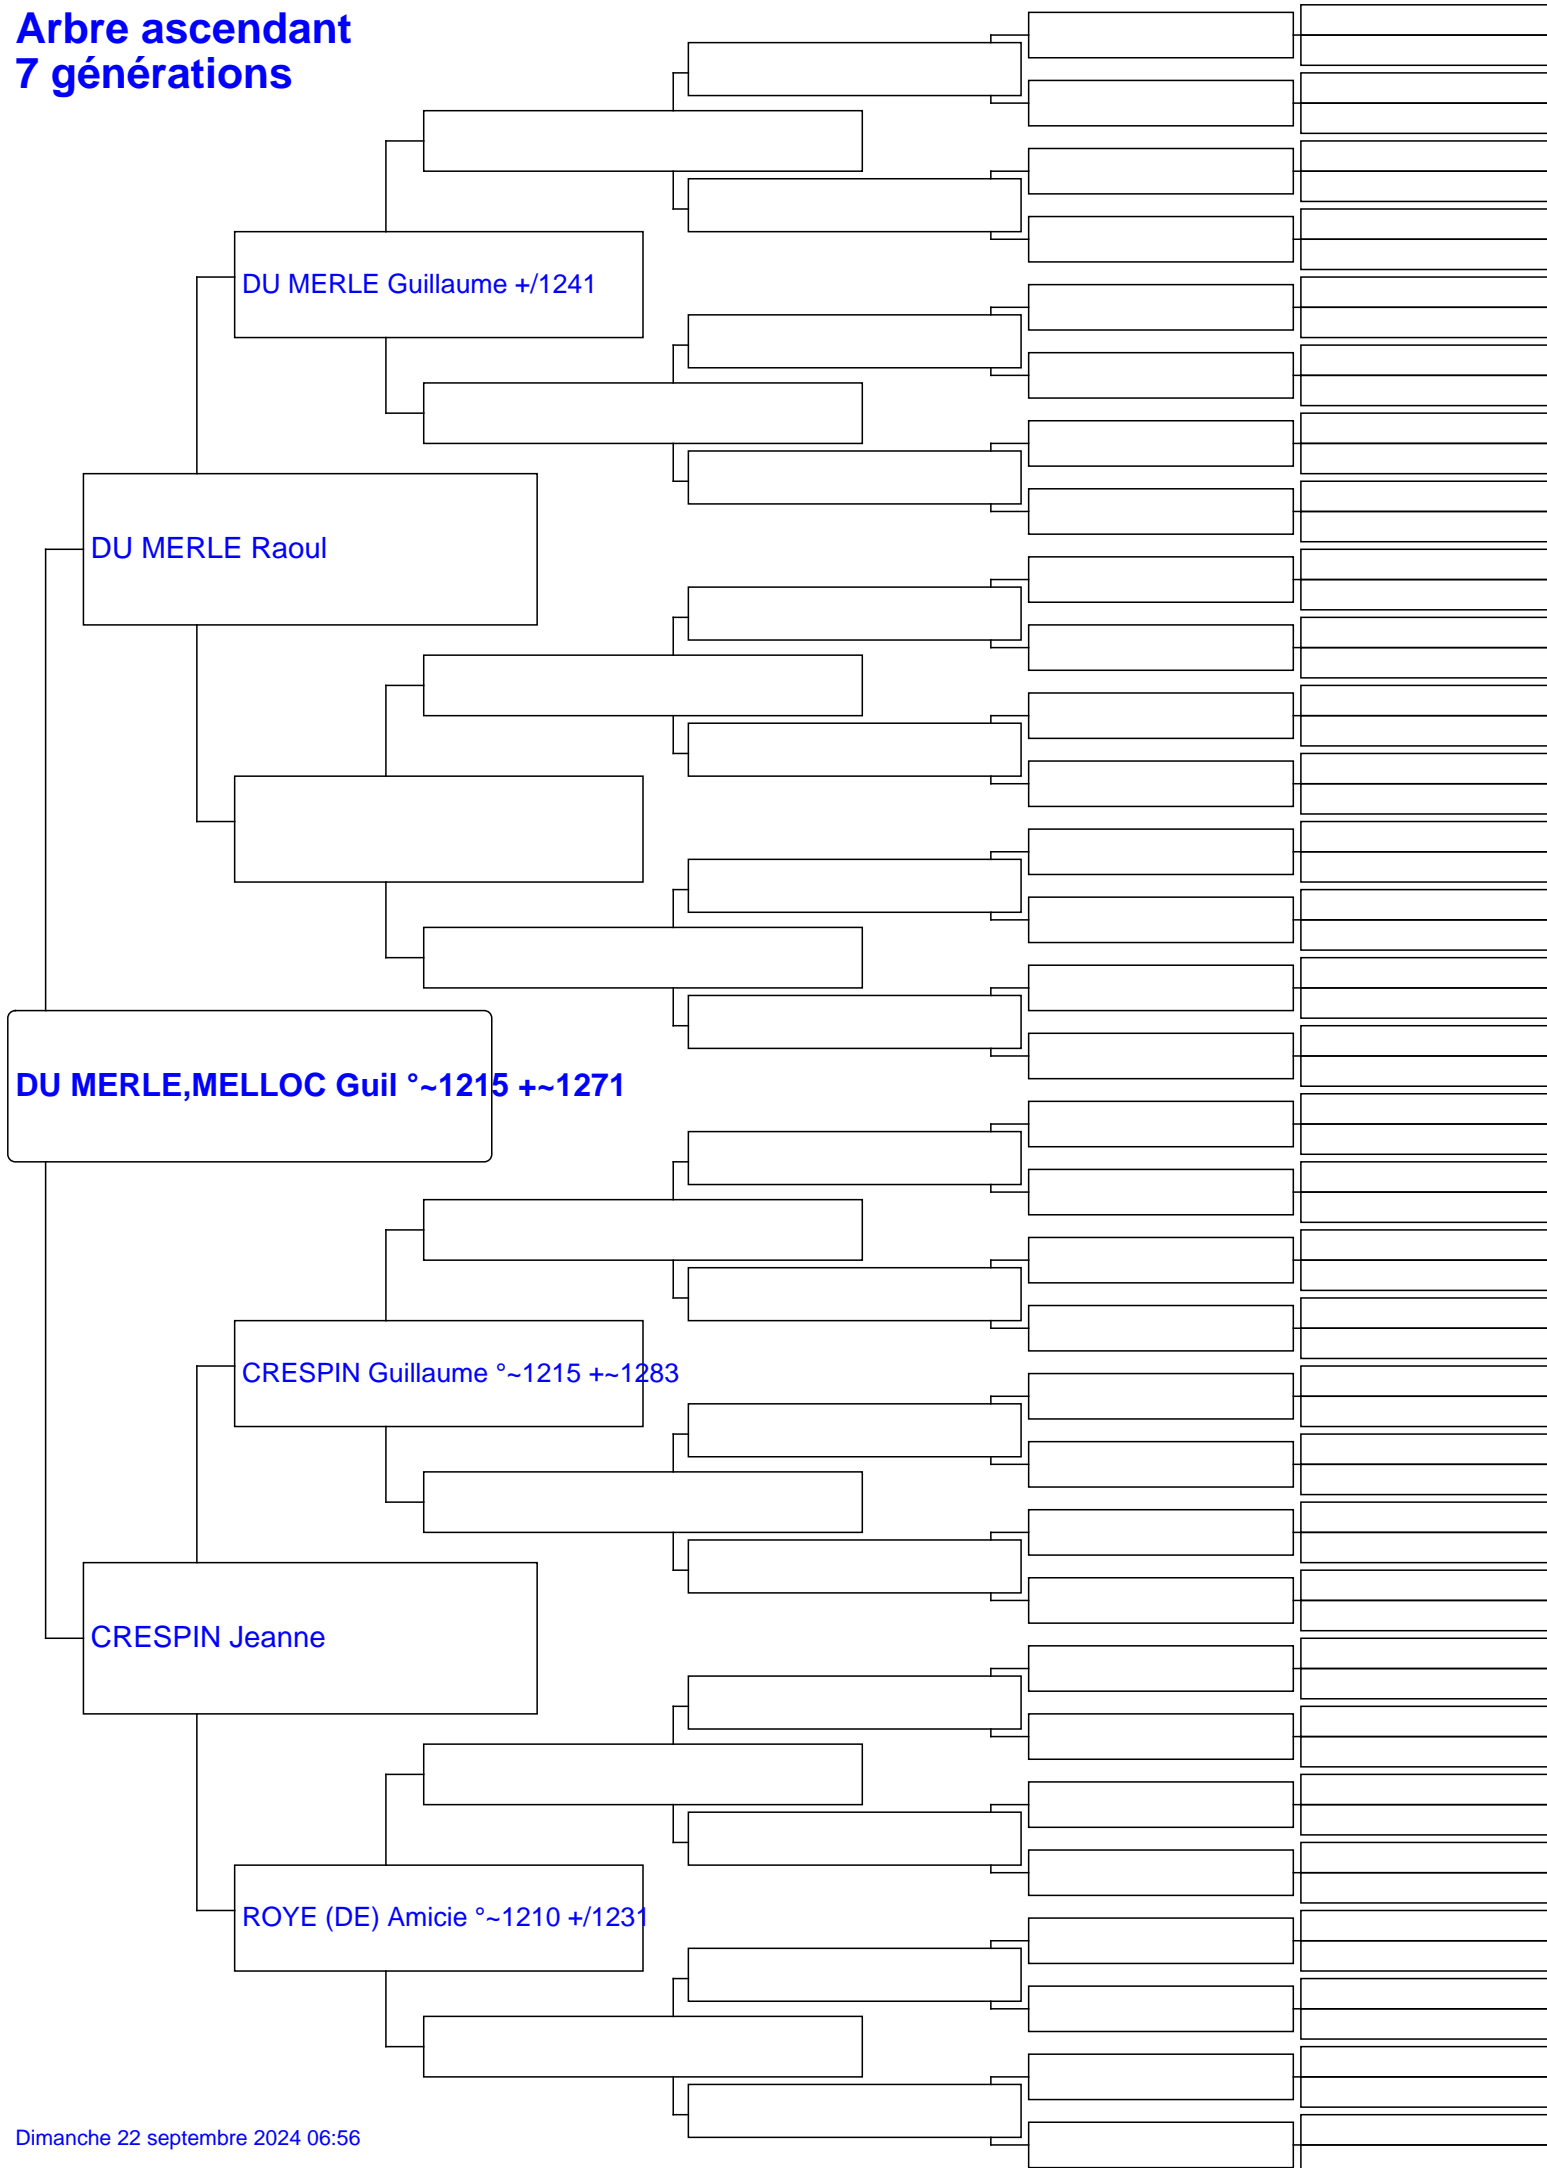 Arbre ascendant
7 générations
DU MERLE Guillaume +/1241
DU MERLE Raoul
DU MERLE,MELLOC Guil °~1215 +~1271
CRESPIN Guillaume °~1215 +~1283
CRESPIN Jeanne
ROYE (DE) Amicie °~1210 +/1231
Dimanche 22 septembre 2024 06:56